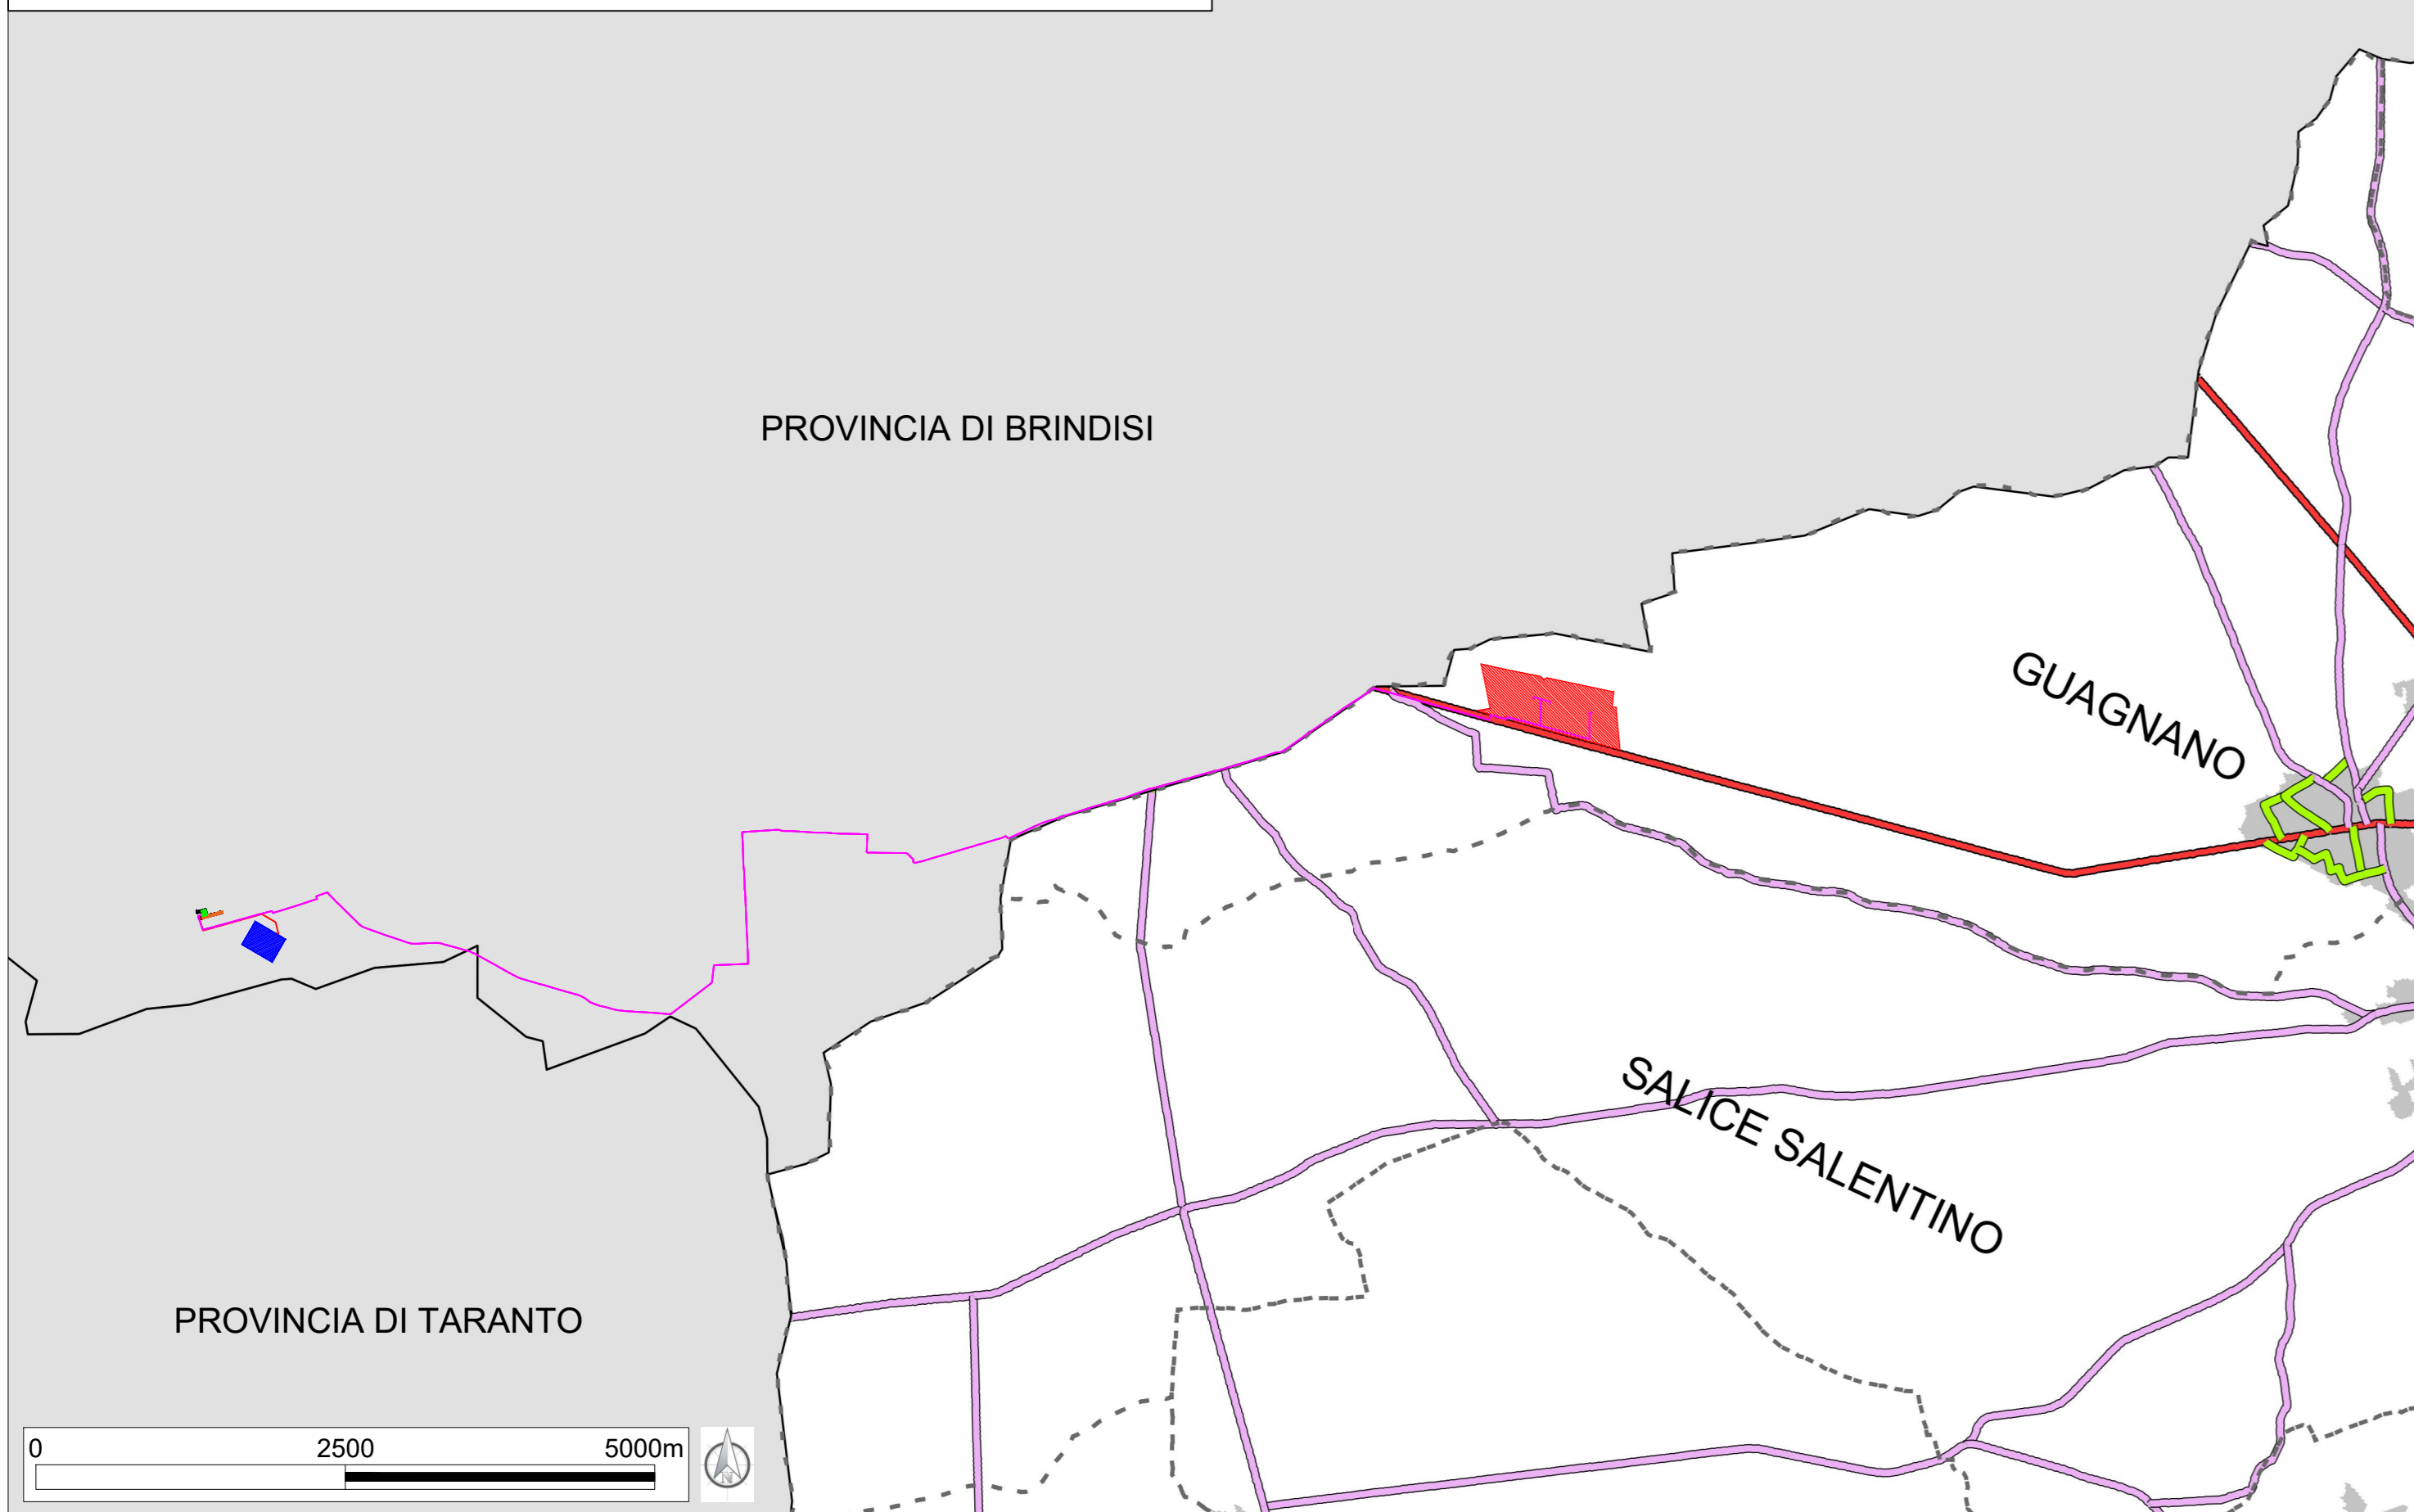 PROVINCIA DI BRINDISI
GUAGNANO
SALICE SALENTINO
PROVINCIA DI TARANTO
0 2500 5000m
N